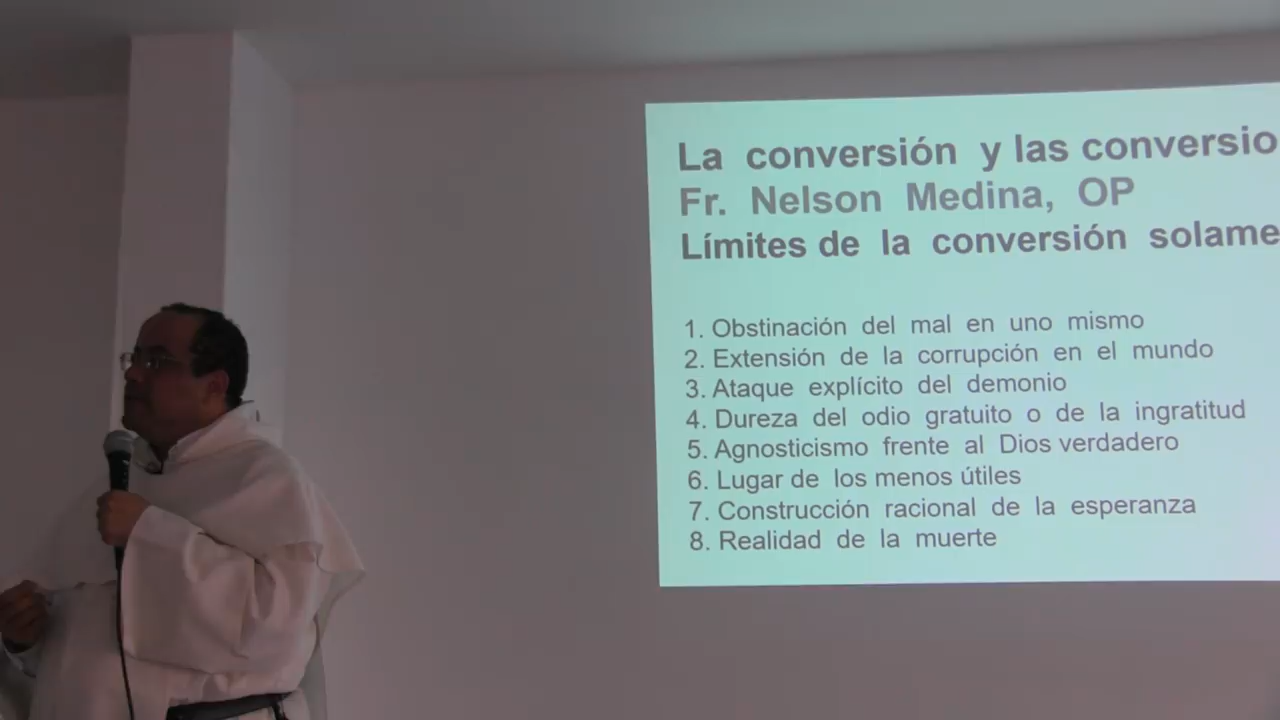 La conversión y las
Fr. Nelson Medina, OP
Límites de la conversión
1. Obstinación del mal en uno mismo
2. Extensión de la corrupción en el mundo
3. Ataque explícito del demonio
4. Dureza del odio gratuito o de la ingratitud
5. Agnosticismo frente al Dios verdadero
6. Lugar de los menos útiles
7. Construcción racional de la esperanza
8. Realidad de la muerte